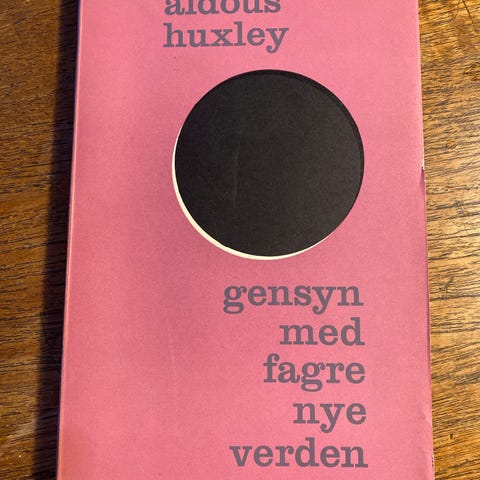 aldous
huxley
gensyn
med
fagre
nye
verden